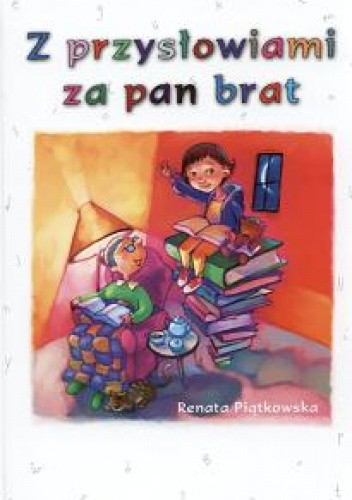 Z przysłowiami
za pan brat
Renata Piątkowska